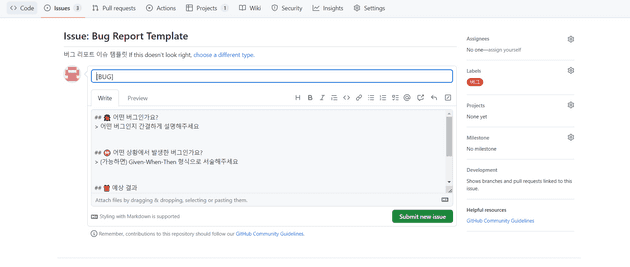 Code
Issues 3
Pull requests
Actions
Projects 1
Wiki
Security
Insights
Settings
Issue: Bug Report Template
버그 리포트 이슈 템플릿 If this doesn't look right, choose a different type.
[BUG]
Write
Preview
## 어떤 버그인가요?
> 어떤 버그인지 간결하게 설명해주세요
## 어떤 상황에서 발생한 버그인가요?
> (가능하면) Given-When-Then 형식으로 서술해주세요
## 예상 결과
Attach files by dragging & dropping, selecting or pasting them.
Styling with Markdown is supported
Submit new issue
Remember, contributions to this repository should follow our GitHub Community Guidelines.
Assignees
No one—assign yourself
Labels
버그
Projects
None yet
Milestone
No milestone
Development
Shows branches and pull requests linked to this issue.
Helpful resources
GitHub Community Guidelines